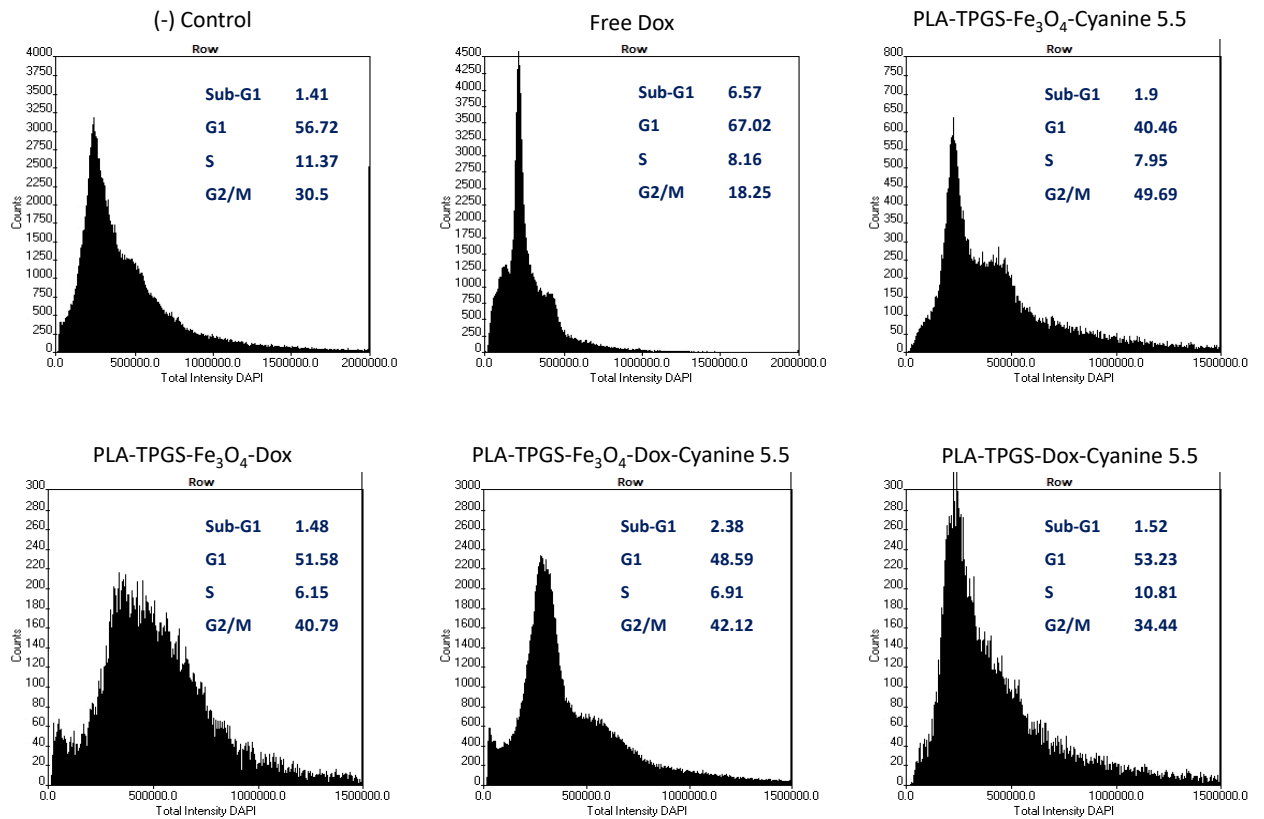 (-) Control
Row
4000
3750
3500
3250
3000
2750
2500
2250
2000
1750
1500
1250
1000
750
500
250
0
Counts
Sub-G1 1.41
G1 56.72
S 11.37
G2/M 30.5
0.0 500000.0 1000000.0 1500000.0 2000000.0
Total Intensity DAPI
Free Dox
Row
4500
4250
4000
3750
3500
3250
3000
2750
2500
2250
2000
1750
1500
1250
1000
750
500
250
0
Counts
Sub-G1 6.57
G1 67.02
S 8.16
G2/M 18.25
0.0 500000.0 1000000.0 1500000.0 2000000.0
Total Intensity DAPI
PLA-TPGS-Fe₃O₄-Cyanine 5.5
Row
800
750
700
650
600
550
500
450
400
350
300
250
200
150
100
50
0
Counts
Sub-G1 1.9
G1 40.46
S 7.95
G2/M 49.69
0.0 500000.0 1000000.0 1500000.0
Total Intensity DAPI
PLA-TPGS-Fe₃O₄-Dox
Row
300
280
260
240
220
200
180
160
140
120
100
80
60
40
20
0
Counts
Sub-G1 1.48
G1 51.58
S 6.15
G2/M 40.79
0.0 500000.0 1000000.0 1500000.0
Total Intensity DAPI
PLA-TPGS-Fe₃O₄-Dox-Cyanine 5.5
Row
3000
2800
2600
2400
2200
2000
1800
1600
1400
1200
1000
800
600
400
200
0
Counts
Sub-G1 2.38
G1 48.59
S 6.91
G2/M 42.12
0.0 500000.0 1000000.0 1500000.0
Total Intensity DAPI
PLA-TPGS-Dox-Cyanine 5.5
Row
300
280
260
240
220
200
180
160
140
120
100
80
60
40
20
0
Counts
Sub-G1 1.52
G1 53.23
S 10.81
G2/M 34.44
0.0 500000.0 1000000.0 1500000.0
Total Intensity DAPI